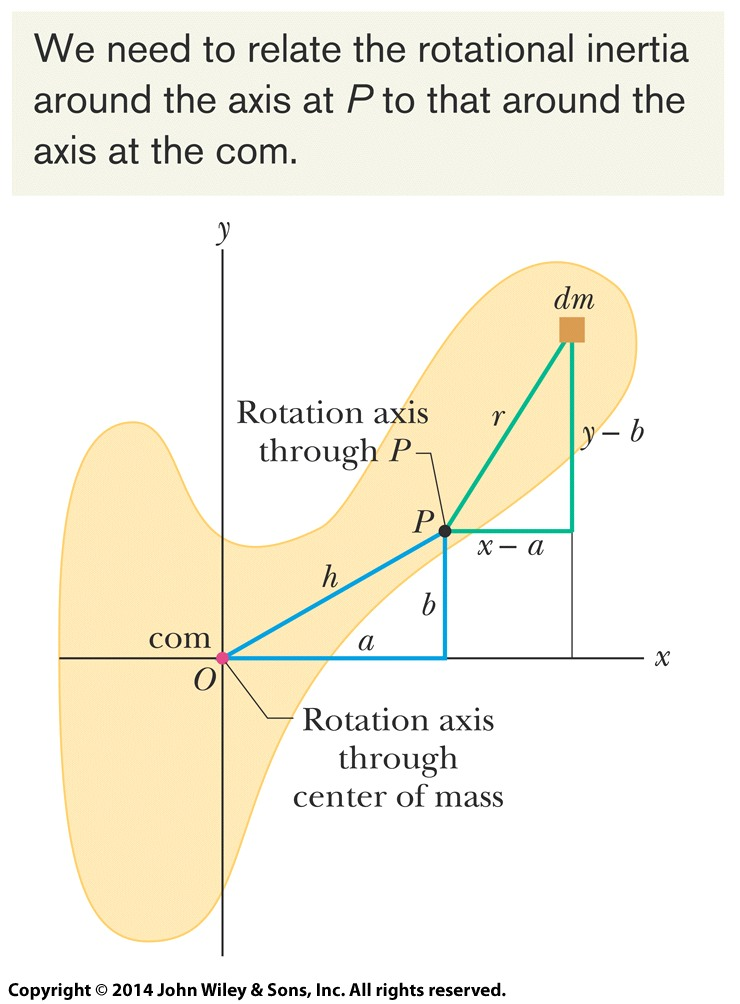 We need to relate the rotational inertia
around the axis at P to that around the
axis at the com.
y
dm
Rotation axis
through P
r
y – b
P
x – a
h
b
com
a
x
O
Rotation axis
through
center of mass
Copyright © 2014 John Wiley & Sons, Inc. All rights reserved.